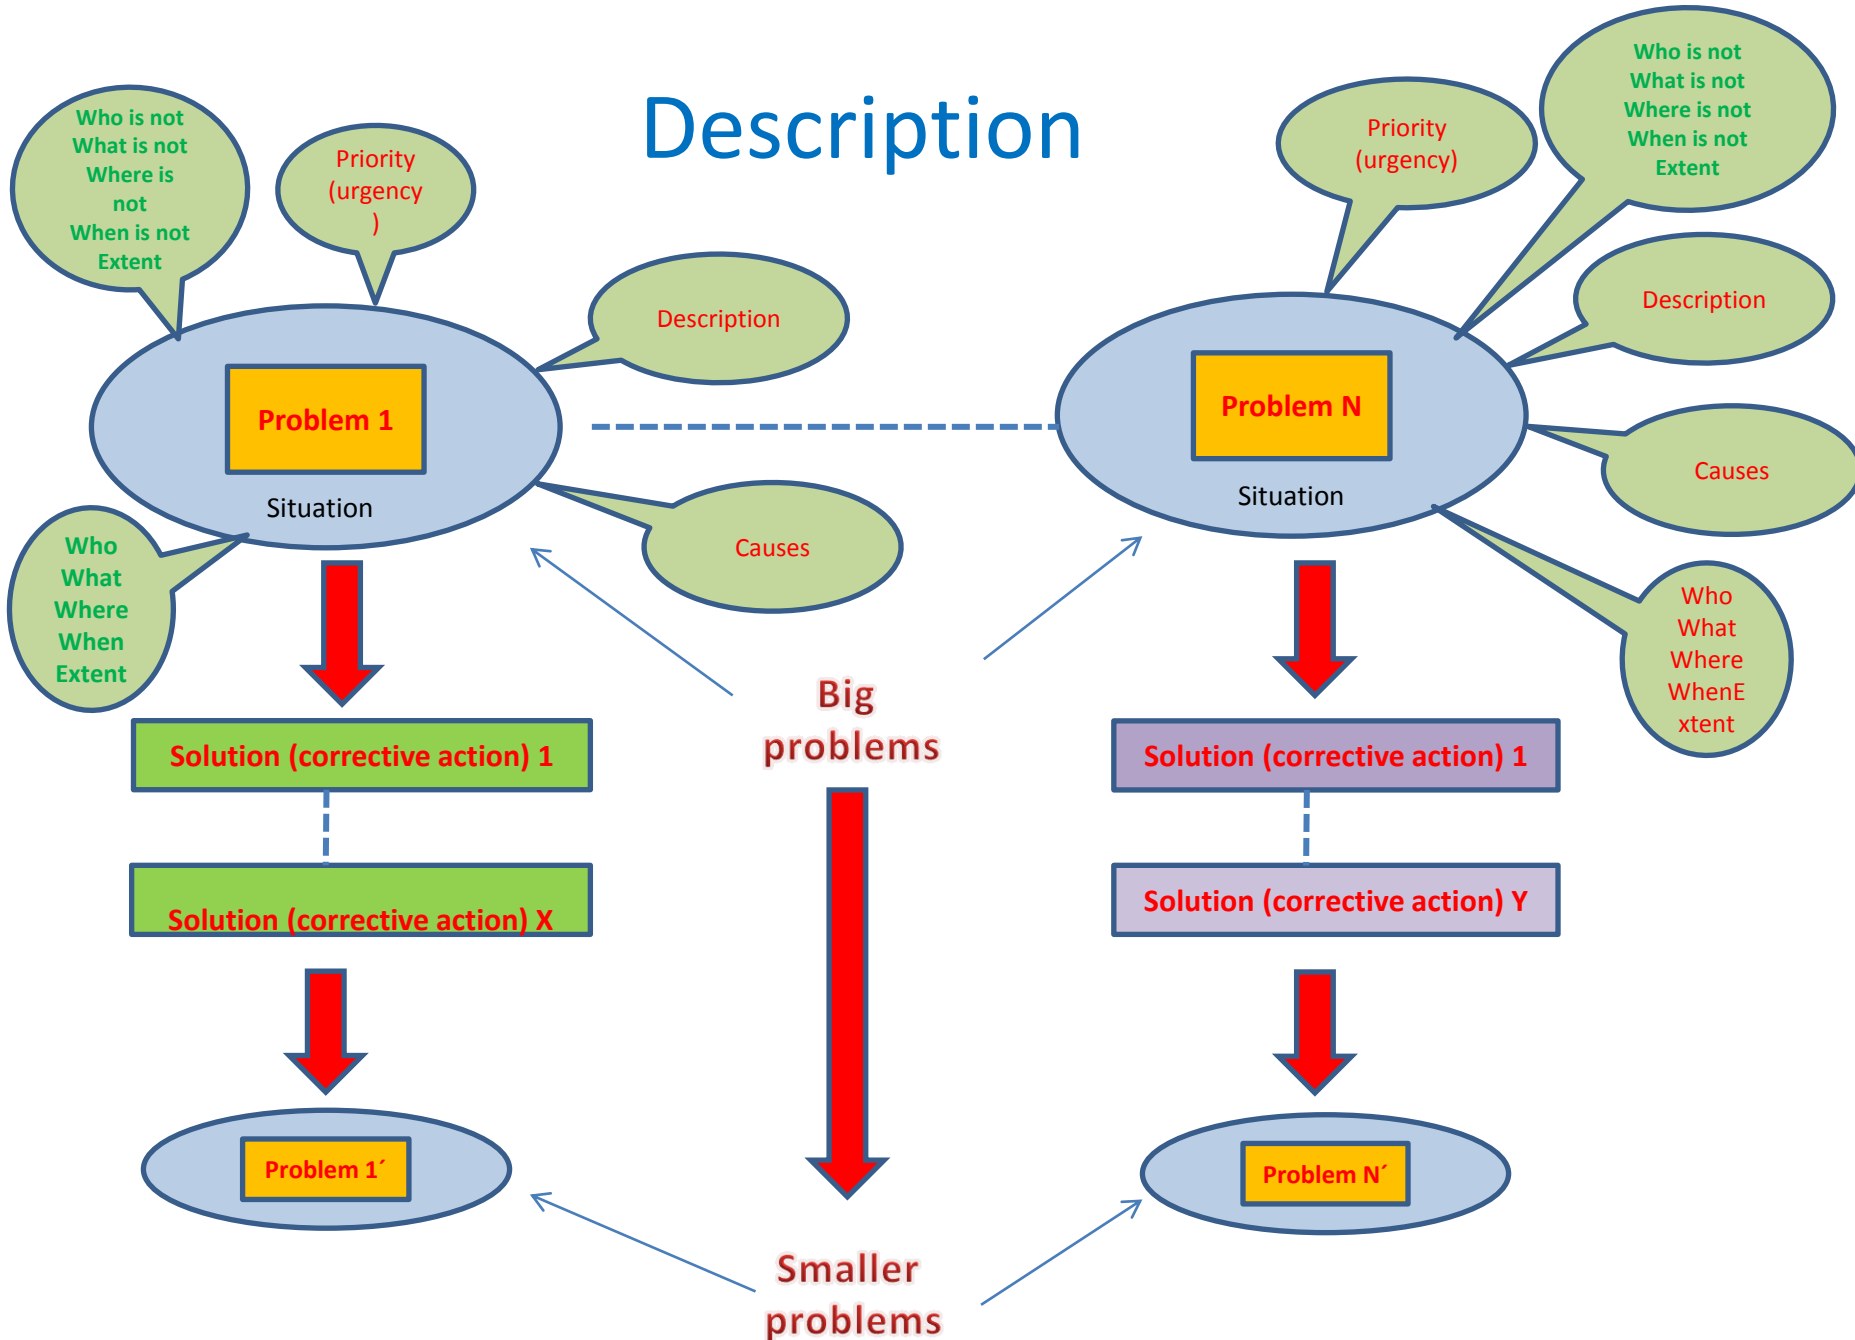 Description
Who is not
What is not
Where is
not
When is not
Extent
Priority
(urgency
)
Description
Problem 1
Situation
Causes
Who
What
Where
When
Extent
Priority
(urgency)
Who is not
What is not
Where is not
When is not
Extent
Description
Problem N
Situation
Causes
Who
What
Where
WhenE
xtent
Big
problems
Solution (corrective action) 1
Solution (corrective action) X
Solution (corrective action) 1
Solution (corrective action) Y
Problem 1´
Problem N´
Smaller
problems